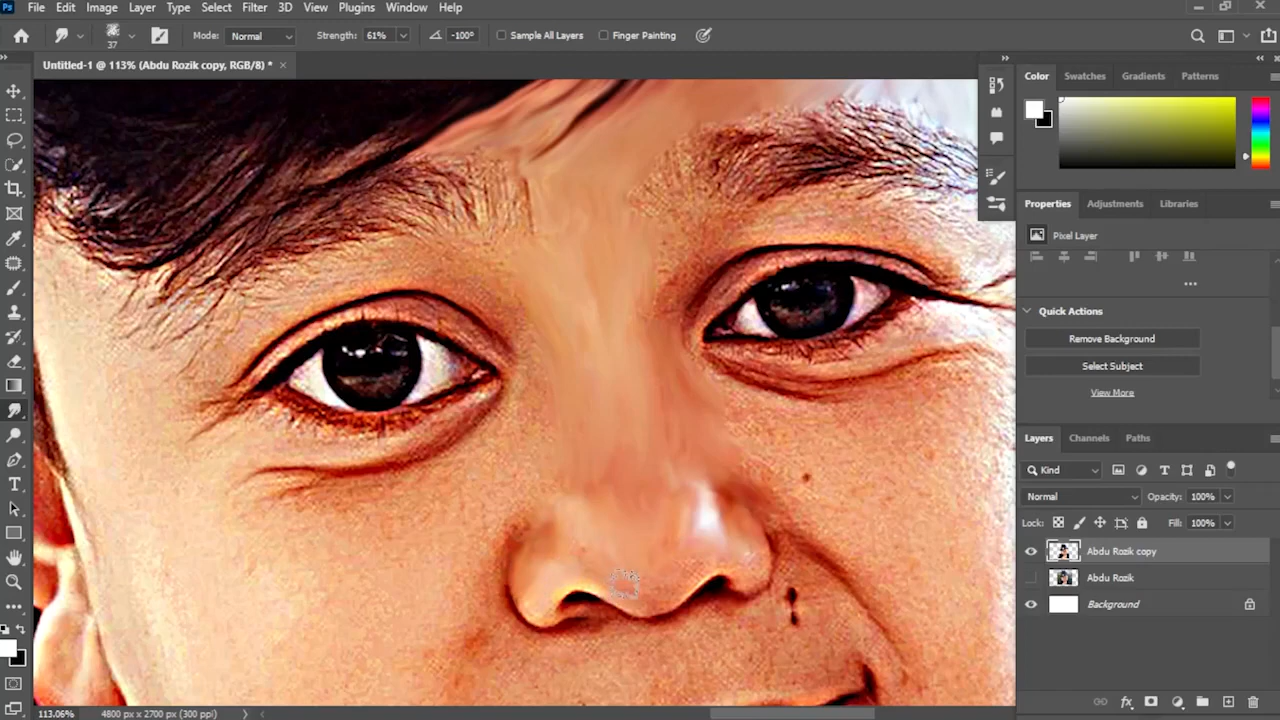 Ps File Edit Image Layer Type Select Filter 3D View Plugins Window Help
37 Mode: Normal Strength: 61% -100° Sample All Layers Finger Painting
Untitled-1 @ 113% (Abdu Rozik copy, RGB/8) *
Color Swatches Gradients Patterns
Properties Adjustments Libraries
Pixel Layer
Quick Actions
Remove Background
Select Subject
View More
Layers Channels Paths
Kind
Normal Opacity: 100%
Lock: Fill: 100%
Abdu Rozik copy
Abdu Rozik
Background
113.06% 4800 px x 2700 px (300 ppi)